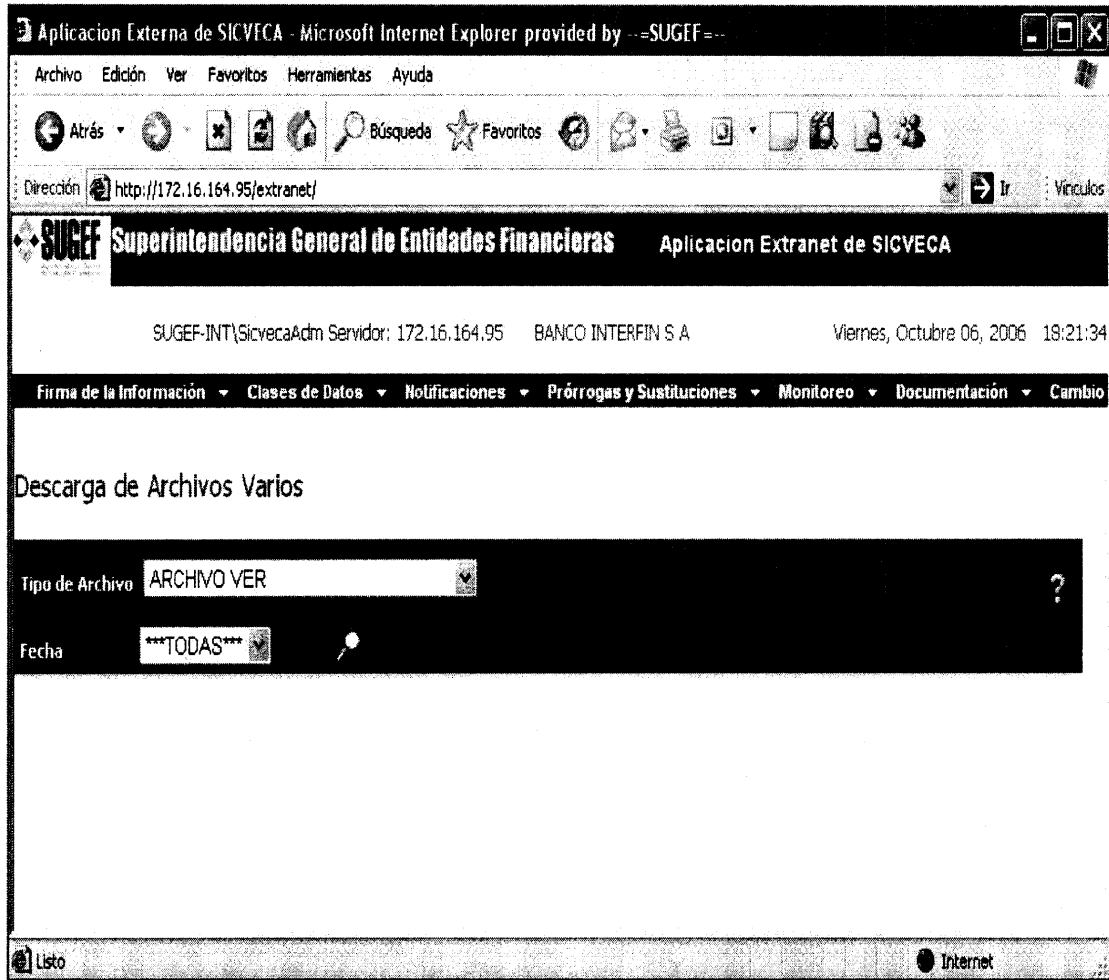 Aplicacion Externa de SICVECA - Microsoft Internet Explorer provided by --=SUGEF=--
Archivo Edición Ver Favoritos Herramientas Ayuda
Atrás Búsqueda Favoritos
Dirección http://172.16.164.95/extranet/ Ir Vínculos
SUGEF Superintendencia General de Entidades Financieras Aplicacion Extranet de SICVECA
SUGEF-INT\SicvecaAdm Servidor: 172.16.164.95 BANCO INTERFIN S A Viernes, Octubre 06, 2006 18:21:34
Firma de la Información Clases de Datos Notificaciones Prórrogas y Sustituciones Monitoreo Documentación Cambio
Descarga de Archivos Varios
Tipo de Archivo ARCHIVO VER ?
Fecha ***TODAS***
Listo Internet